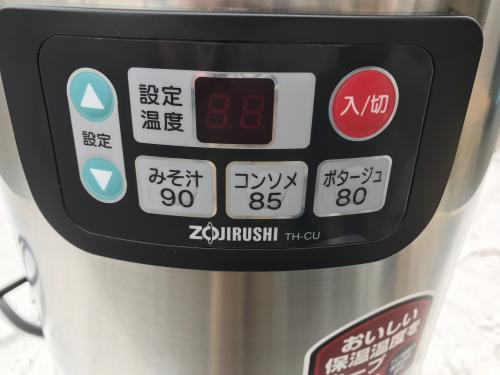 設定
温度
入/切
設定
みそ汁
90
コンソメ
85
ポタージュ
80
ZOJIRUSHI TH-CU
おいしい
保温温度を